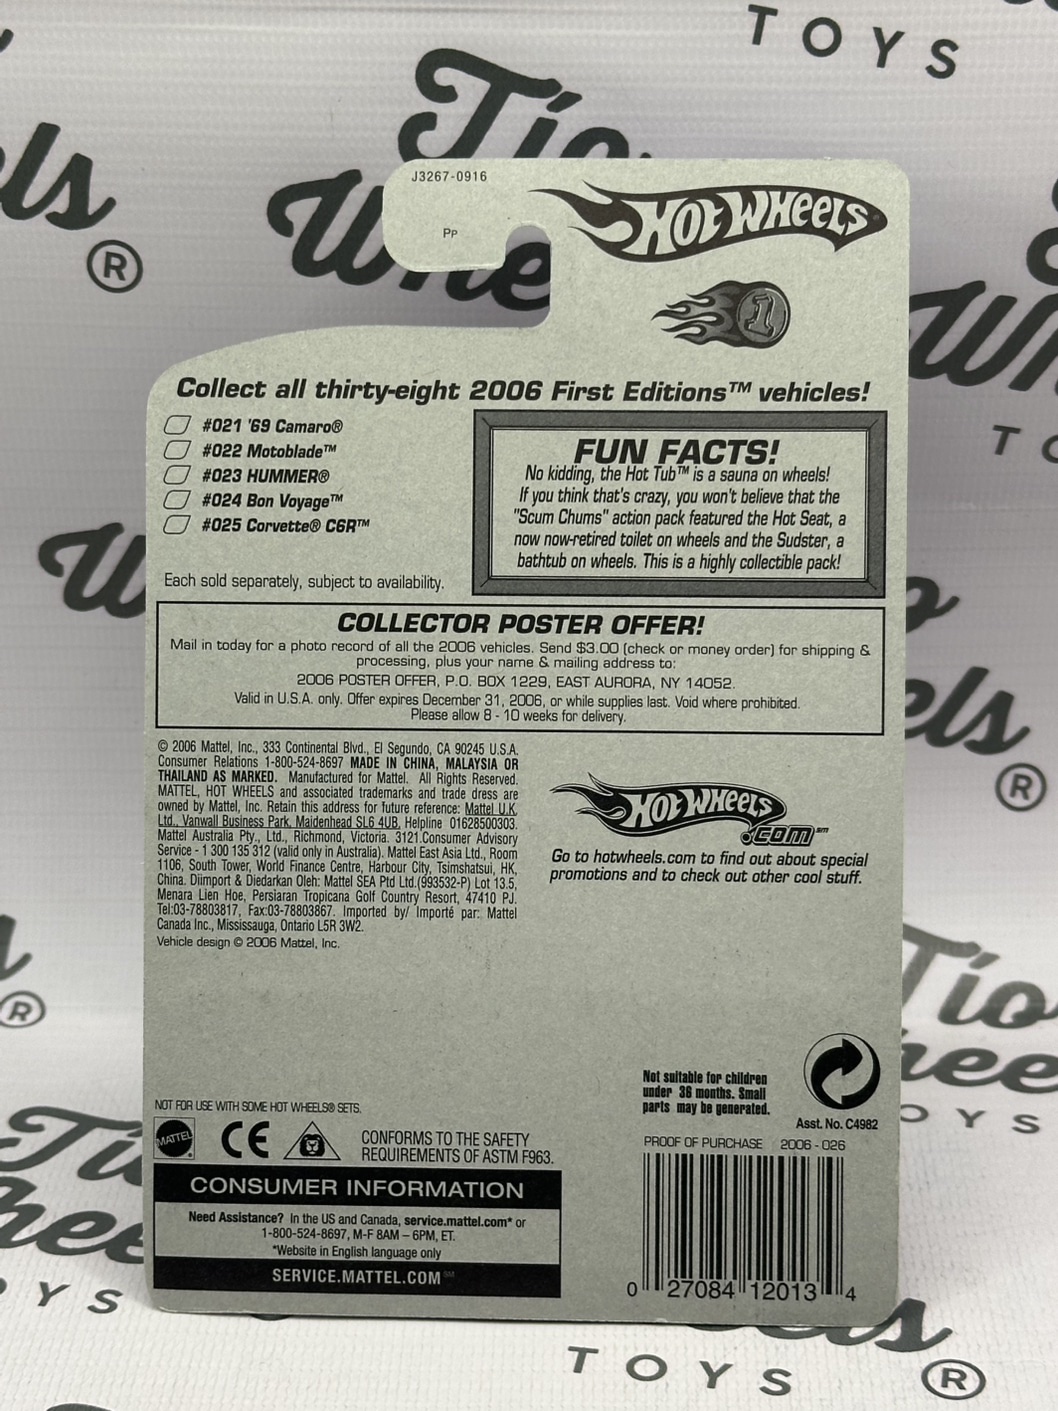 TOYS
Tío
Wheels
®
J3267-0916
PP
HOT WHEELS
1
Collect all thirty-eight 2006 First Editions™ vehicles!
#021 '69 Camaro®
#022 Motoblade™
#023 HUMMER®
#024 Bon Voyage™
#025 Corvette® C6R™
Each sold separately, subject to availability.
FUN FACTS!
No kidding, the Hot Tub™ is a sauna on wheels!
If you think that's crazy, you won't believe that the
"Scum Chums" action pack featured the Hot Seat, a
now now-retired toilet on wheels and the Sudster, a
bathtub on wheels. This is a highly collectible pack!
COLLECTOR POSTER OFFER!
Mail in today for a photo record of all the 2006 vehicles. Send $3.00 (check or money order) for shipping &
processing, plus your name & mailing address to:
2006 POSTER OFFER, P.O. BOX 1229, EAST AURORA, NY 14052.
Valid in U.S.A. only. Offer expires December 31, 2006, or while supplies last. Void where prohibited.
Please allow 8 - 10 weeks for delivery.
© 2006 Mattel, Inc., 333 Continental Blvd., El Segundo, CA 90245 U.S.A.
Consumer Relations 1-800-524-8697 MADE IN CHINA, MALAYSIA OR
THAILAND AS MARKED. Manufactured for Mattel. All Rights Reserved.
MATTEL, HOT WHEELS and associated trademarks and trade dress are
owned by Mattel, Inc. Retain this address for future reference: Mattel U.K.
Ltd., Vanwall Business Park, Maidenhead SL6 4UB, Helpline 01628500303.
Mattel Australia Pty., Ltd., Richmond, Victoria. 3121.Consumer Advisory
Service - 1 300 135 312 (valid only in Australia). Mattel East Asia Ltd., Room
1106, South Tower, World Finance Centre, Harbour City, Tsimshatsui, HK,
China. Diimport & Diedarkan Oleh: Mattel SEA Ptd Ltd.(993532-P) Lot 13.5,
Menara Lien Hoe, Persiaran Tropicana Golf Country Resort, 47410 PJ.
Tel:03-78803817, Fax:03-78803867. Imported by/ Importé par: Mattel
Canada Inc., Mississauga, Ontario L5R 3W2.
Vehicle design © 2006 Mattel, Inc.
HOT WHEELS
.COM℠
Go to hotwheels.com to find out about special
promotions and to check out other cool stuff.
Not suitable for children
under 36 months. Small
parts may be generated.
Asst. No. C4982
NOT FOR USE WITH SOME HOT WHEELS® SETS.
MATTEL
CE
CONFORMS TO THE SAFETY
REQUIREMENTS OF ASTM F963.
PROOF OF PURCHASE 2006 - 026
CONSUMER INFORMATION
Need Assistance? In the US and Canada, service.mattel.com* or
1-800-524-8697, M-F 8AM – 6PM, ET.
*Website in English language only
SERVICE.MATTEL.COM℠
0 27084 12013 4
TOYS
®